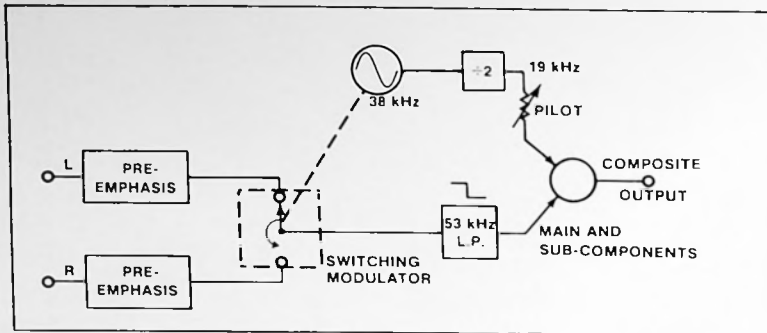 ÷2
19 kHz
38 kHz
PILOT
L
PRE-
EMPHASIS
COMPOSITE
OUTPUT
53 kHz
L.P.
MAIN AND
SUB-COMPONENTS
SWITCHING
MODULATOR
R
PRE-
EMPHASIS